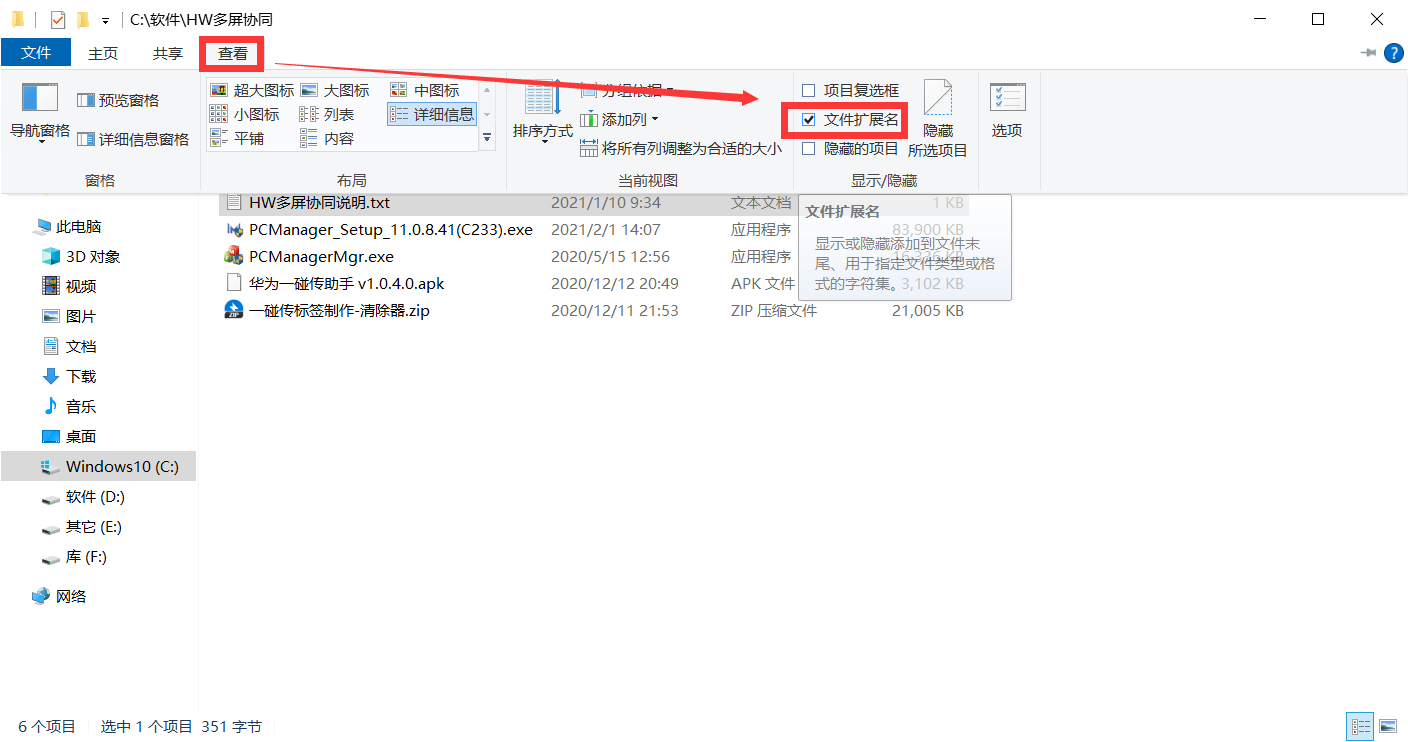 C:\软件\HW多屏协同
文件 主页 共享 查看
导航窗格
预览窗格
详细信息窗格
窗格
超大图标 大图标 中图标
小图标 列表 详细信息
平铺 内容
布局
排序方式
分组依据
添加列
将所有列调整为合适的大小
当前视图
项目复选框
文件扩展名
隐藏的项目
隐藏
所选项目
显示/隐藏
选项
HW多屏协同说明.txt 2021/1/10 9:34 文本文档 1 KB
PCManager_Setup_11.0.8.41(C233).exe 2021/2/1 14:07 应用程序 83,900 KB
PCManagerMgr.exe 2020/5/15 12:56 应用程序
华为一碰传助手 v1.0.4.0.apk 2020/12/12 20:49 APK 文件 3,102 KB
一碰传标签制作-清除器.zip 2020/12/11 21:53 ZIP 压缩文件 21,005 KB
文件扩展名
显示或隐藏添加到文件末
尾、用于指定文件类型或格
式的字符集。
此电脑
3D 对象
视频
图片
文档
下载
音乐
桌面
Windows10 (C:)
软件 (D:)
其它 (E:)
库 (F:)
网络
6 个项目 选中 1 个项目 351 字节